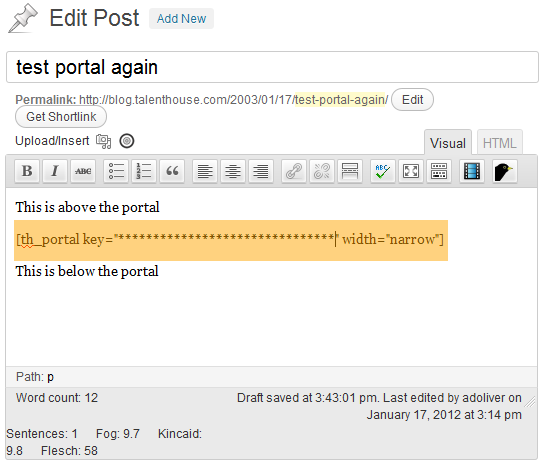 Edit Post Add New
test portal again
Permalink: http://blog.talenthouse.com/2003/01/17/test-portal-again/ Edit
Get Shortlink
Upload/Insert Visual HTML
B I ABC ABC
This is above the portal
[th_portal key="*******************************" width="narrow"]
This is below the portal
Path: p
Word count: 12 Draft saved at 3:43:01 pm. Last edited by adoliver on
January 17, 2012 at 3:14 pm
Sentences: 1 Fog: 9.7 Kincaid:
9.8 Flesch: 58